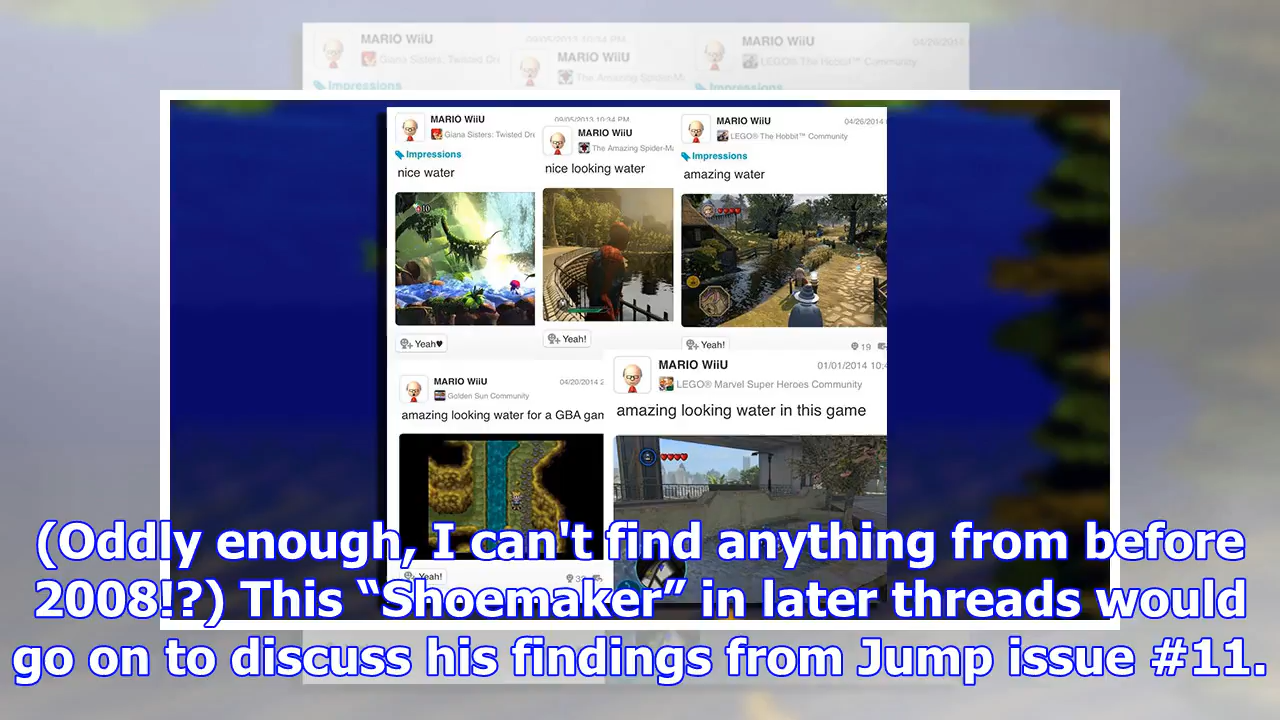 MARIO WiiU
Giana Sisters: Twisted Dre
Impressions
nice water
Yeah♥
09/05/2013 10:34 PM
MARIO WiiU
The Amazing Spider-Ma
nice looking water
Yeah!
MARIO WiiU
04/26/2014
LEGO® The Hobbit™ Community
Impressions
amazing water
Yeah!
19
MARIO WiiU
04/20/2014 2
Golden Sun Community
amazing looking water for a GBA gam
Yeah!
MARIO WiiU
01/01/2014 10:4
LEGO® Marvel Super Heroes Community
amazing looking water in this game
(Oddly enough, I can't find anything from before
2008!?) This “Shoemaker” in later threads would
go on to discuss his findings from Jump issue #11.